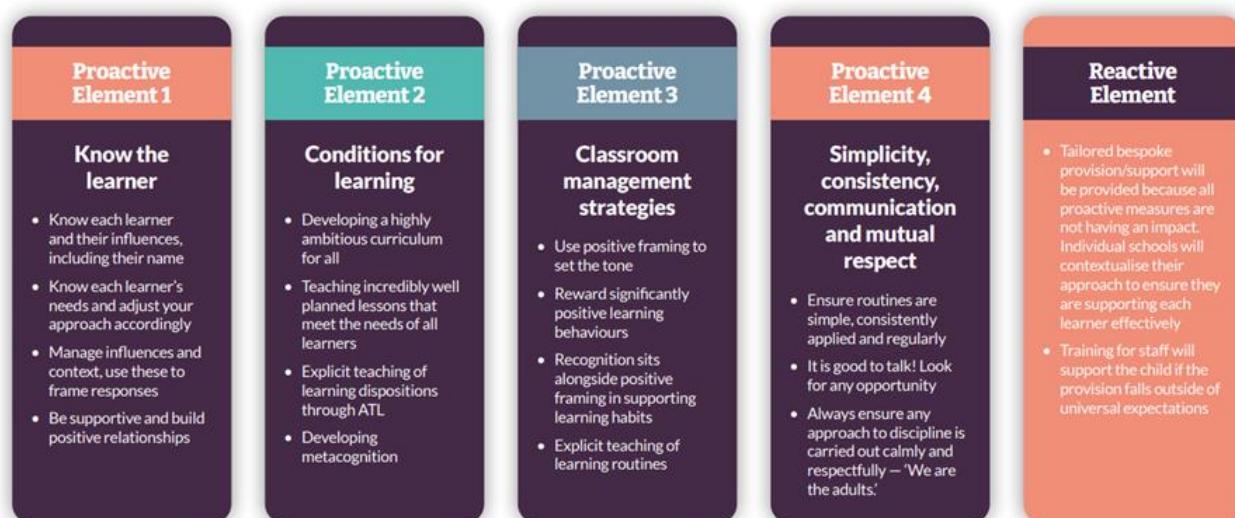 Proactive
Element 1
Know the
learner
• Know each learner
and their influences,
including their name
• Know each learner's
needs and adjust your
approach accordingly
• Manage influences and
context, use these to
frame responses
• Be supportive and build
positive relationships
Proactive
Element 2
Conditions for
learning
• Developing a highly
ambitious curriculum
for all
• Teaching incredibly well
planned lessons that
meet the needs of all
learners
• Explicit teaching of
learning dispositions
through ATL
• Developing
metacognition
Proactive
Element 3
Classroom
management
strategies
• Use positive framing to
set the tone
• Reward significantly
positive learning
behaviours
• Recognition sits
alongside positive
framing in supporting
learning habits
• Explicit teaching of
learning routines
Proactive
Element 4
Simplicity,
consistency,
communication
and mutual
respect
• Ensure routines are
simple, consistently
applied and regularly
• It is good to talk! Look
for any opportunity
• Always ensure any
approach to discipline is
carried out calmly and
respectfully — 'We are
the adults.'
Reactive
Element
• Tailored bespoke
provision/support will
be provided because all
proactive measures are
not having an impact.
Individual schools will
contextualise their
approach to ensure they
are supporting each
learner effectively
• Training for staff will
support the child if the
provision falls outside of
universal expectations